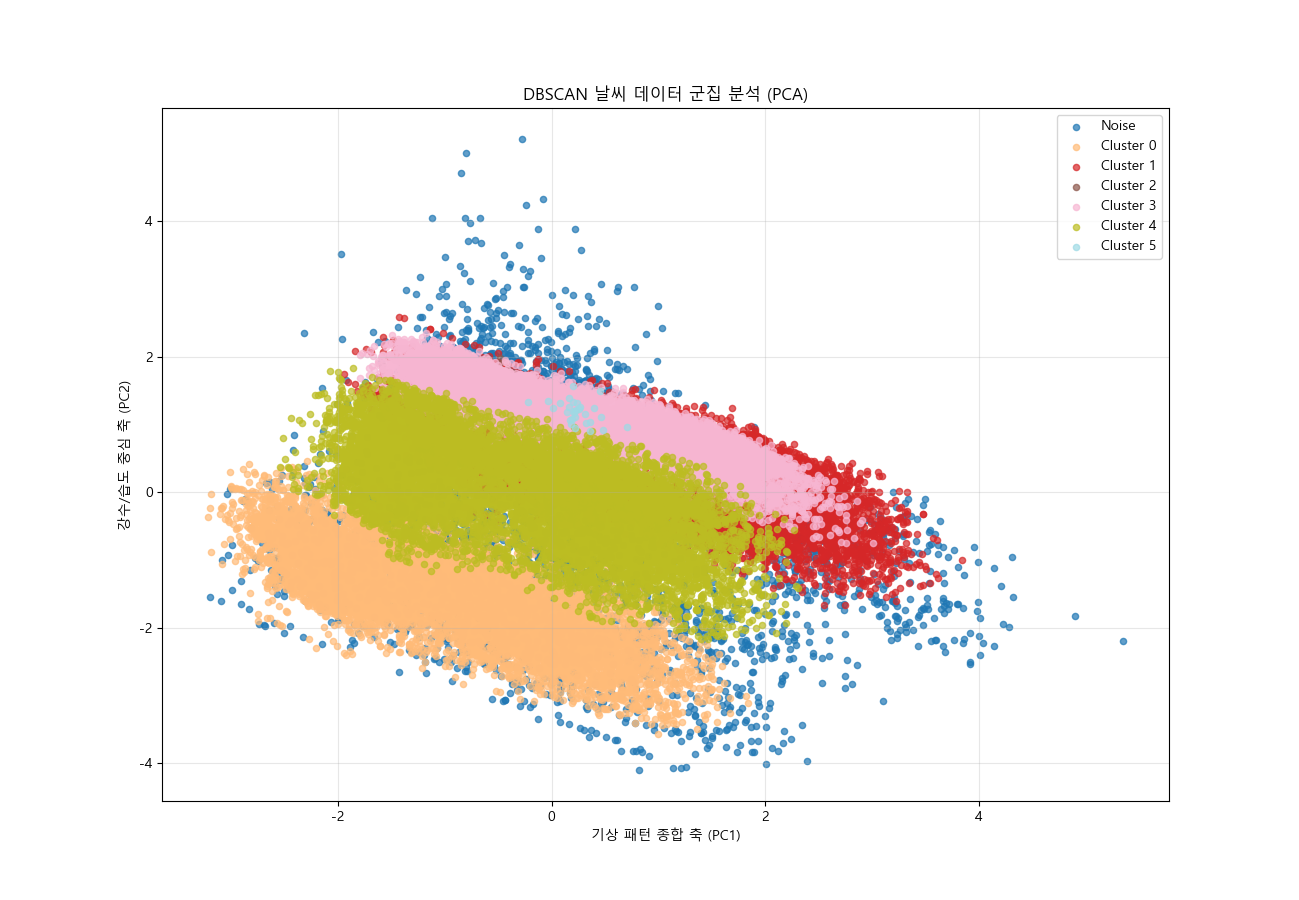 DBSCAN 날씨 데이터 군집 분석 (PCA)
Noise
Cluster 0
Cluster 1
Cluster 2
Cluster 3
Cluster 4
Cluster 5
강수/습도 중심 축 (PC2)
4
2
0
-2
-4
-2
0
2
4
기상 패턴 종합 축 (PC1)